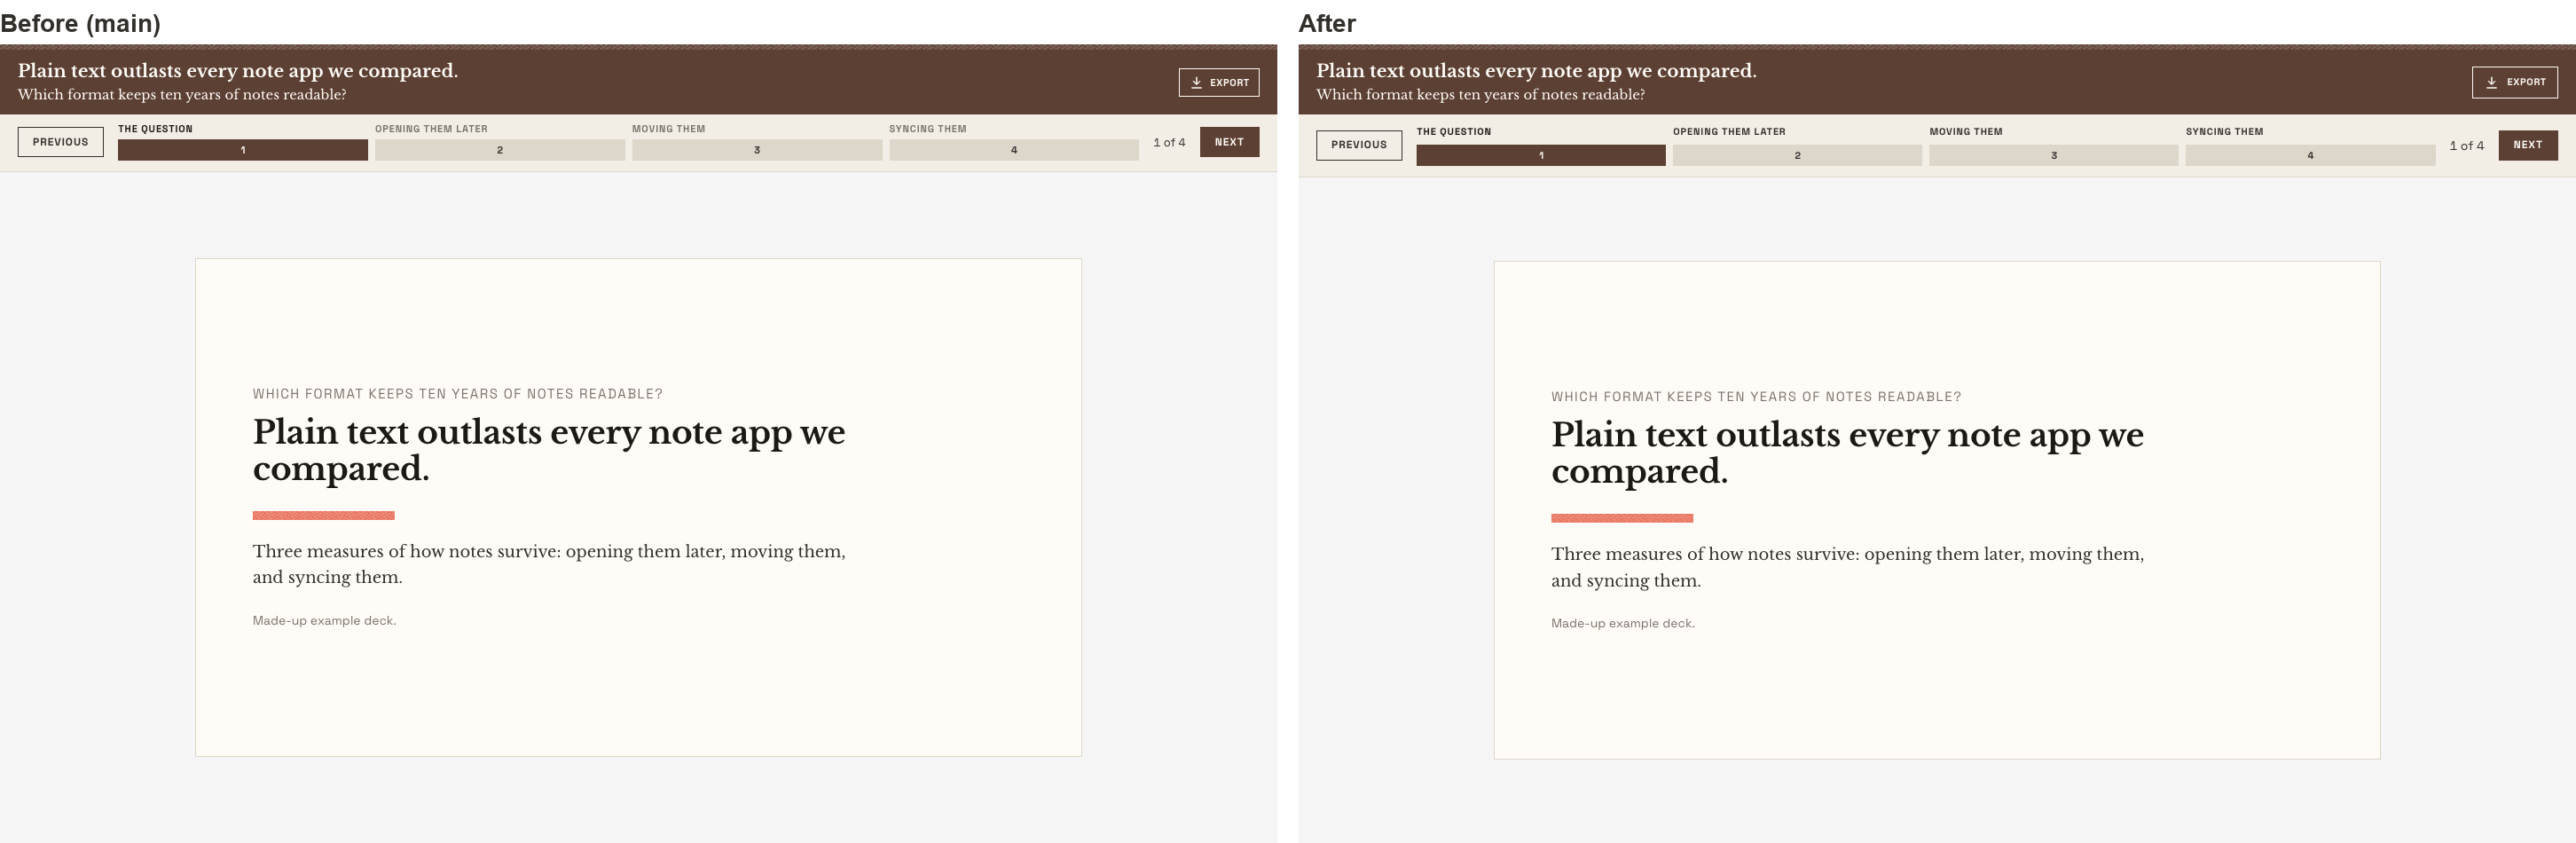 Before (main)
Plain text outlasts every note app we compared.
Which format keeps ten years of notes readable?
EXPORT
PREVIOUS
THE QUESTION
OPENING THEM LATER
MOVING THEM
SYNCING THEM
1
2
3
4
1 of 4
NEXT
WHICH FORMAT KEEPS TEN YEARS OF NOTES READABLE?
Plain text outlasts every note app we
compared.
Three measures of how notes survive: opening them later, moving them,
and syncing them.
Made-up example deck.
After
Plain text outlasts every note app we compared.
Which format keeps ten years of notes readable?
EXPORT
PREVIOUS
THE QUESTION
OPENING THEM LATER
MOVING THEM
SYNCING THEM
1
2
3
4
1 of 4
NEXT
WHICH FORMAT KEEPS TEN YEARS OF NOTES READABLE?
Plain text outlasts every note app we
compared.
Three measures of how notes survive: opening them later, moving them,
and syncing them.
Made-up example deck.